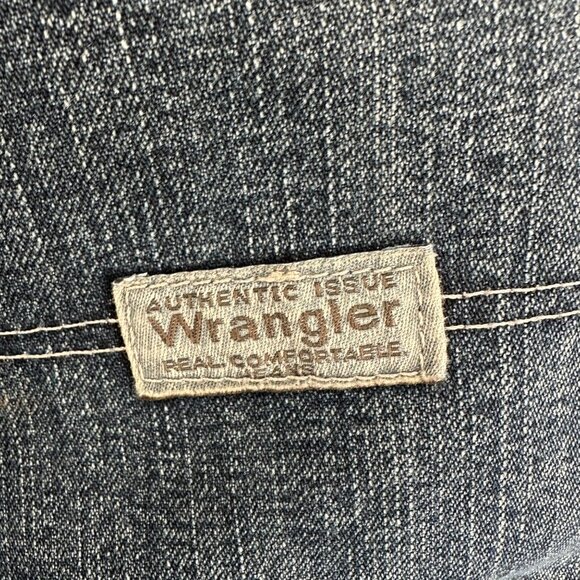 AUTHENTIC ISSUE
Wrangler
REAL. COMFORTABLE
JEANS